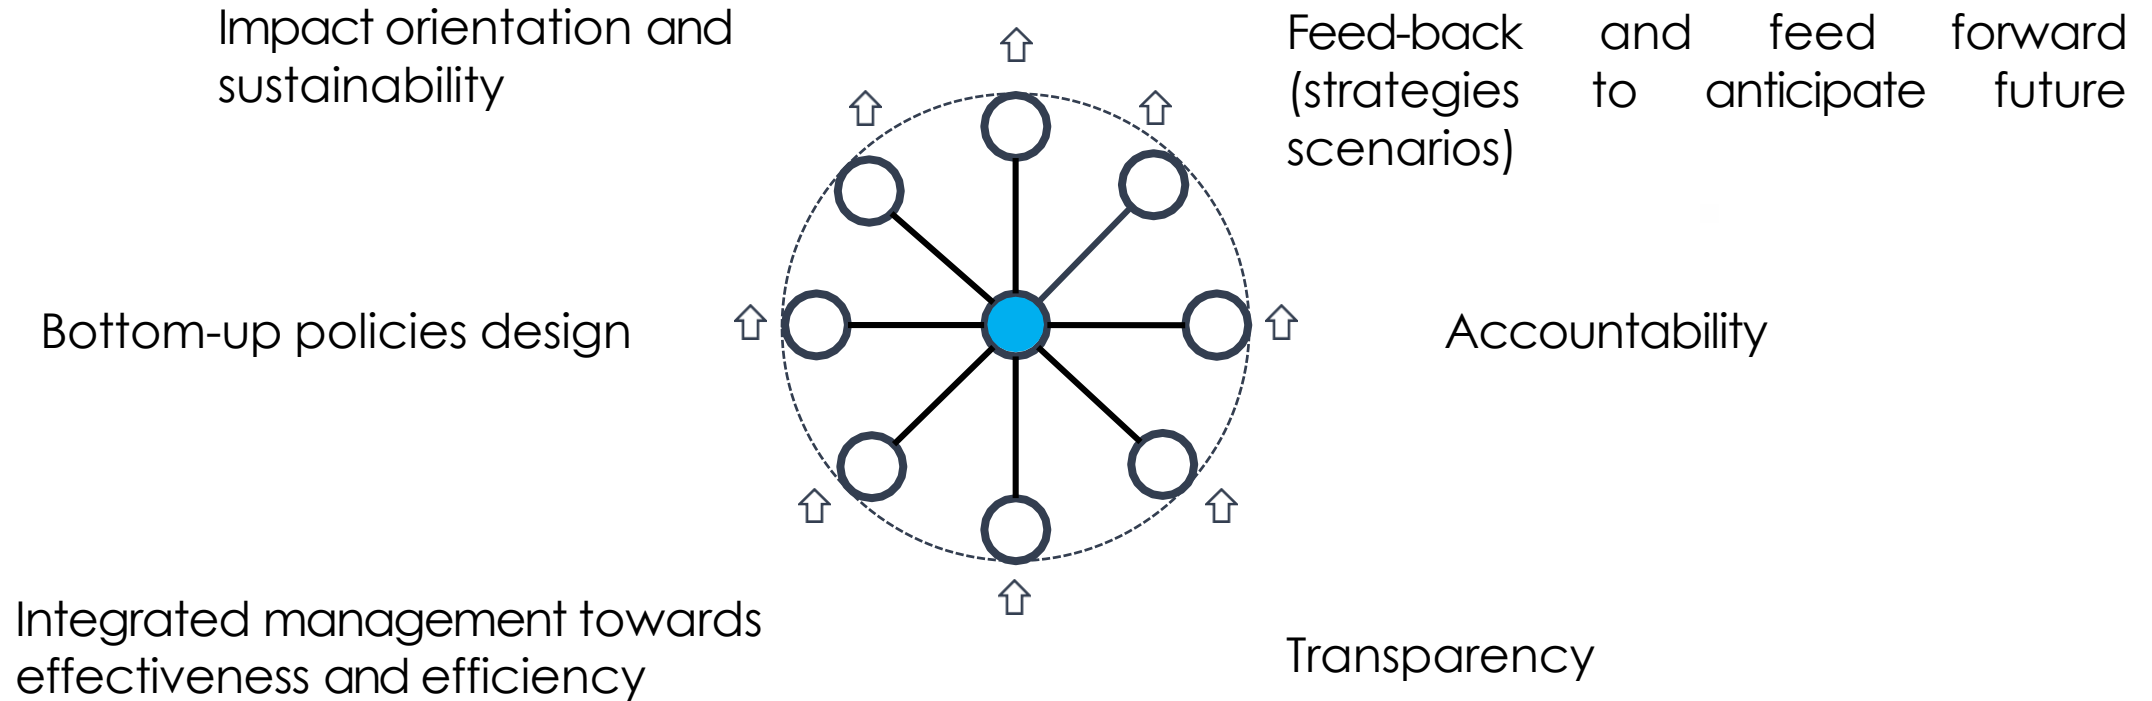 Impact orientation and
sustainability
Feed-back and feed forward
(strategies to anticipate future
scenarios)
Bottom-up policies design
Accountability
Integrated management towards
effectiveness and efficiency
Transparency